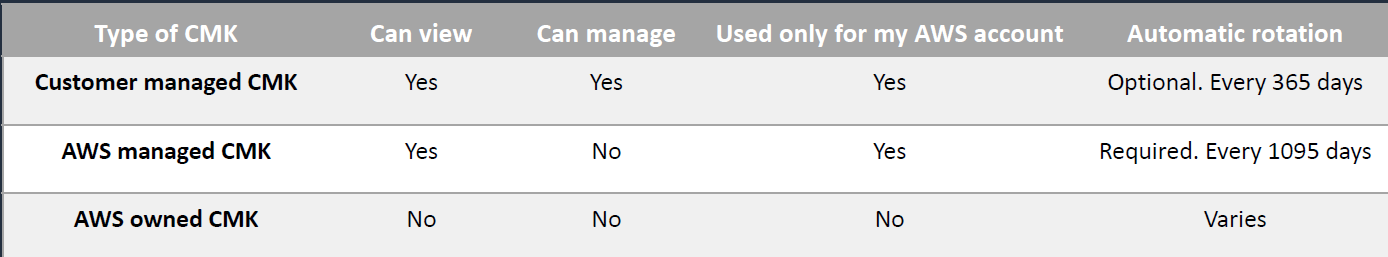 Type of CMK Can view Can manage Used only for my AWS account Automatic rotation
Customer managed CMK Yes Yes Yes Optional. Every 365 days
AWS managed CMK Yes No Yes Required. Every 1095 days
AWS owned CMK No No No Varies